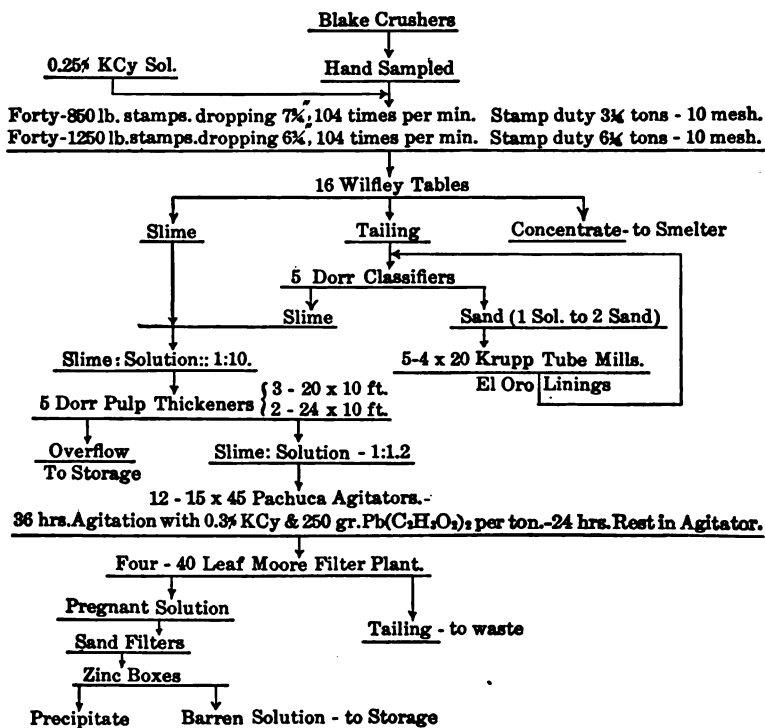 Blake Crushers
0.25% KCy Sol.
Hand Sampled
Forty-850 lb. stamps. dropping 7¼″, 104 times per min. Stamp duty 3¼ tons - 10 mesh.
Forty-1250 lb. stamps. dropping 6¼″, 104 times per min. Stamp duty 6¼ tons - 10 mesh.
16 Wilfley Tables
Slime
Tailing
Concentrate - to Smelter
5 Dorr Classifiers
Slime
Sand (1 Sol. to 2 Sand)
Slime: Solution:: 1:10.
5-4 x 20 Krupp Tube Mills.
El Oro Linings
5 Dorr Pulp Thickeners { 3 - 20 x 10 ft.
2 - 24 x 10 ft.
Overflow
To Storage
Slime: Solution - 1:1.2
12 - 15 x 45 Pachuca Agitators.-
36 hrs. Agitation with 0.3% KCy & 250 gr. Pb(C₂H₃O₂)₂ per ton.-24 hrs. Rest in Agitator.
Four - 40 Leaf Moore Filter Plant.
Pregnant Solution
Tailing - to waste
Sand Filters
Zinc Boxes
Precipitate
Barren Solution - to Storage